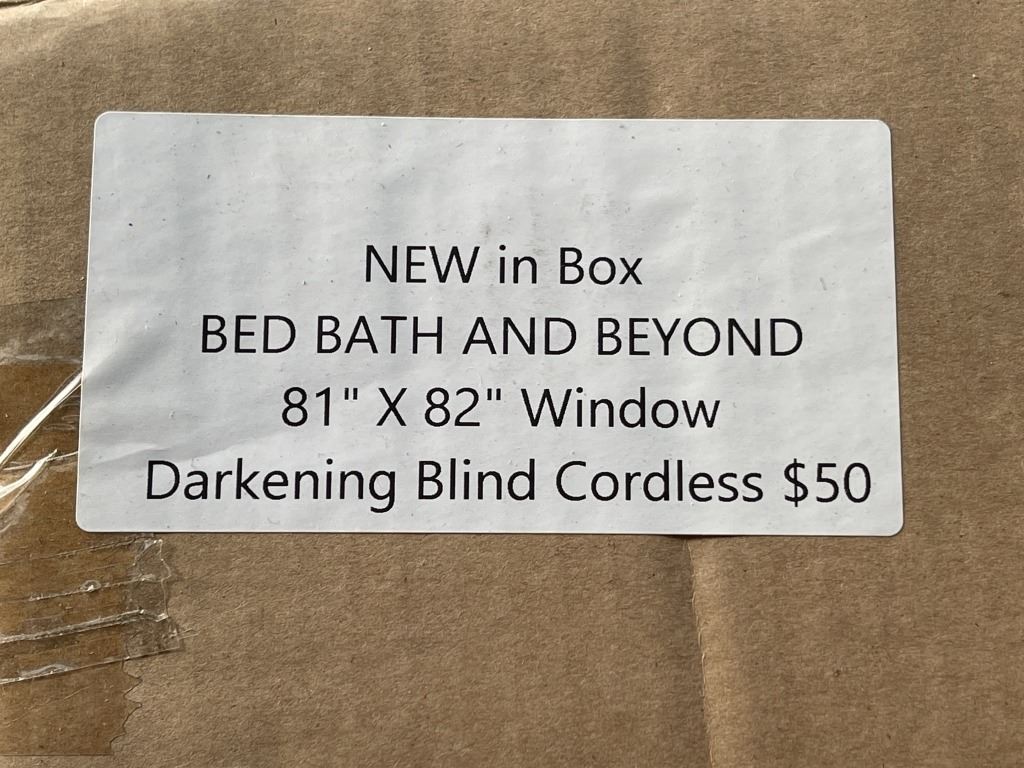 NEW in Box
BED BATH AND BEYOND
81" X 82" Window
Darkening Blind Cordless $50